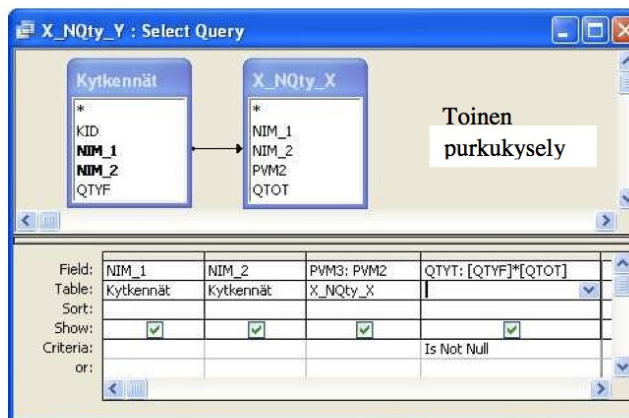 X_NQty_Y : Select Query
Kytkennät
*
KID
NIM_1
NIM_2
QTYF
X_NQty_X
*
NIM_1
NIM_2
PVM2
QTOT
Toinen
purkukysely
Field: NIM_1 NIM_2 PVM3: PVM2 QTYT: [QTYF]*[QTOT]
Table: Kytkennät Kytkennät X_NQty_X
Sort:
Show:
Criteria: Is Not Null
or: